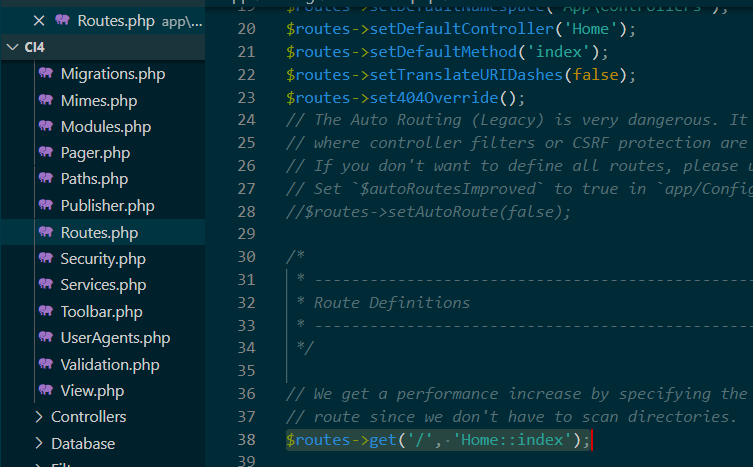 Routes.php app\...
CI4
Migrations.php
Mimes.php
Modules.php
Pager.php
Paths.php
Publisher.php
Routes.php
Security.php
Services.php
Toolbar.php
UserAgents.php
Validation.php
View.php
Controllers
Database
19 $routes->setDefaultNamespace('App\Controllers');
20 $routes->setDefaultController('Home');
21 $routes->setDefaultMethod('index');
22 $routes->setTranslateURIDashes(false);
23 $routes->set404Override();
24 // The Auto Routing (Legacy) is very dangerous. It
25 // where controller filters or CSRF protection are
26 // If you don't want to define all routes, please u
27 // Set `$autoRoutesImproved` to true in `app/Config
28 //$routes->setAutoRoute(false);
29
30 /*
31 * --------------------------------------------------
32 * Route Definitions
33 * --------------------------------------------------
34 */
35
36 // We get a performance increase by specifying the
37 // route since we don't have to scan directories.
38 $routes->get('/', 'Home::index');
39